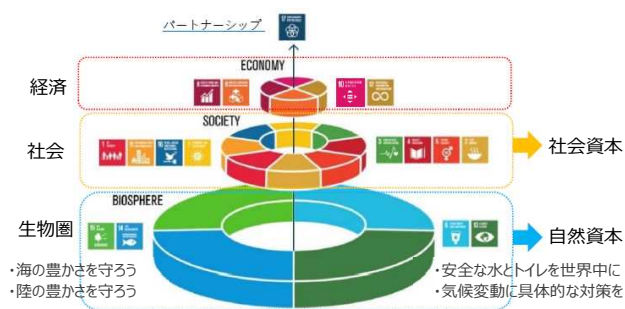 パートナーシップ
ECONOMY
経済
SOCIETY
社会
社会資本
BIOSPHERE
生物圏
自然資本
・海の豊かさを守ろう
・陸の豊かさを守ろう
・安全な水とトイレを世界中に
・気候変動に具体的な対策を